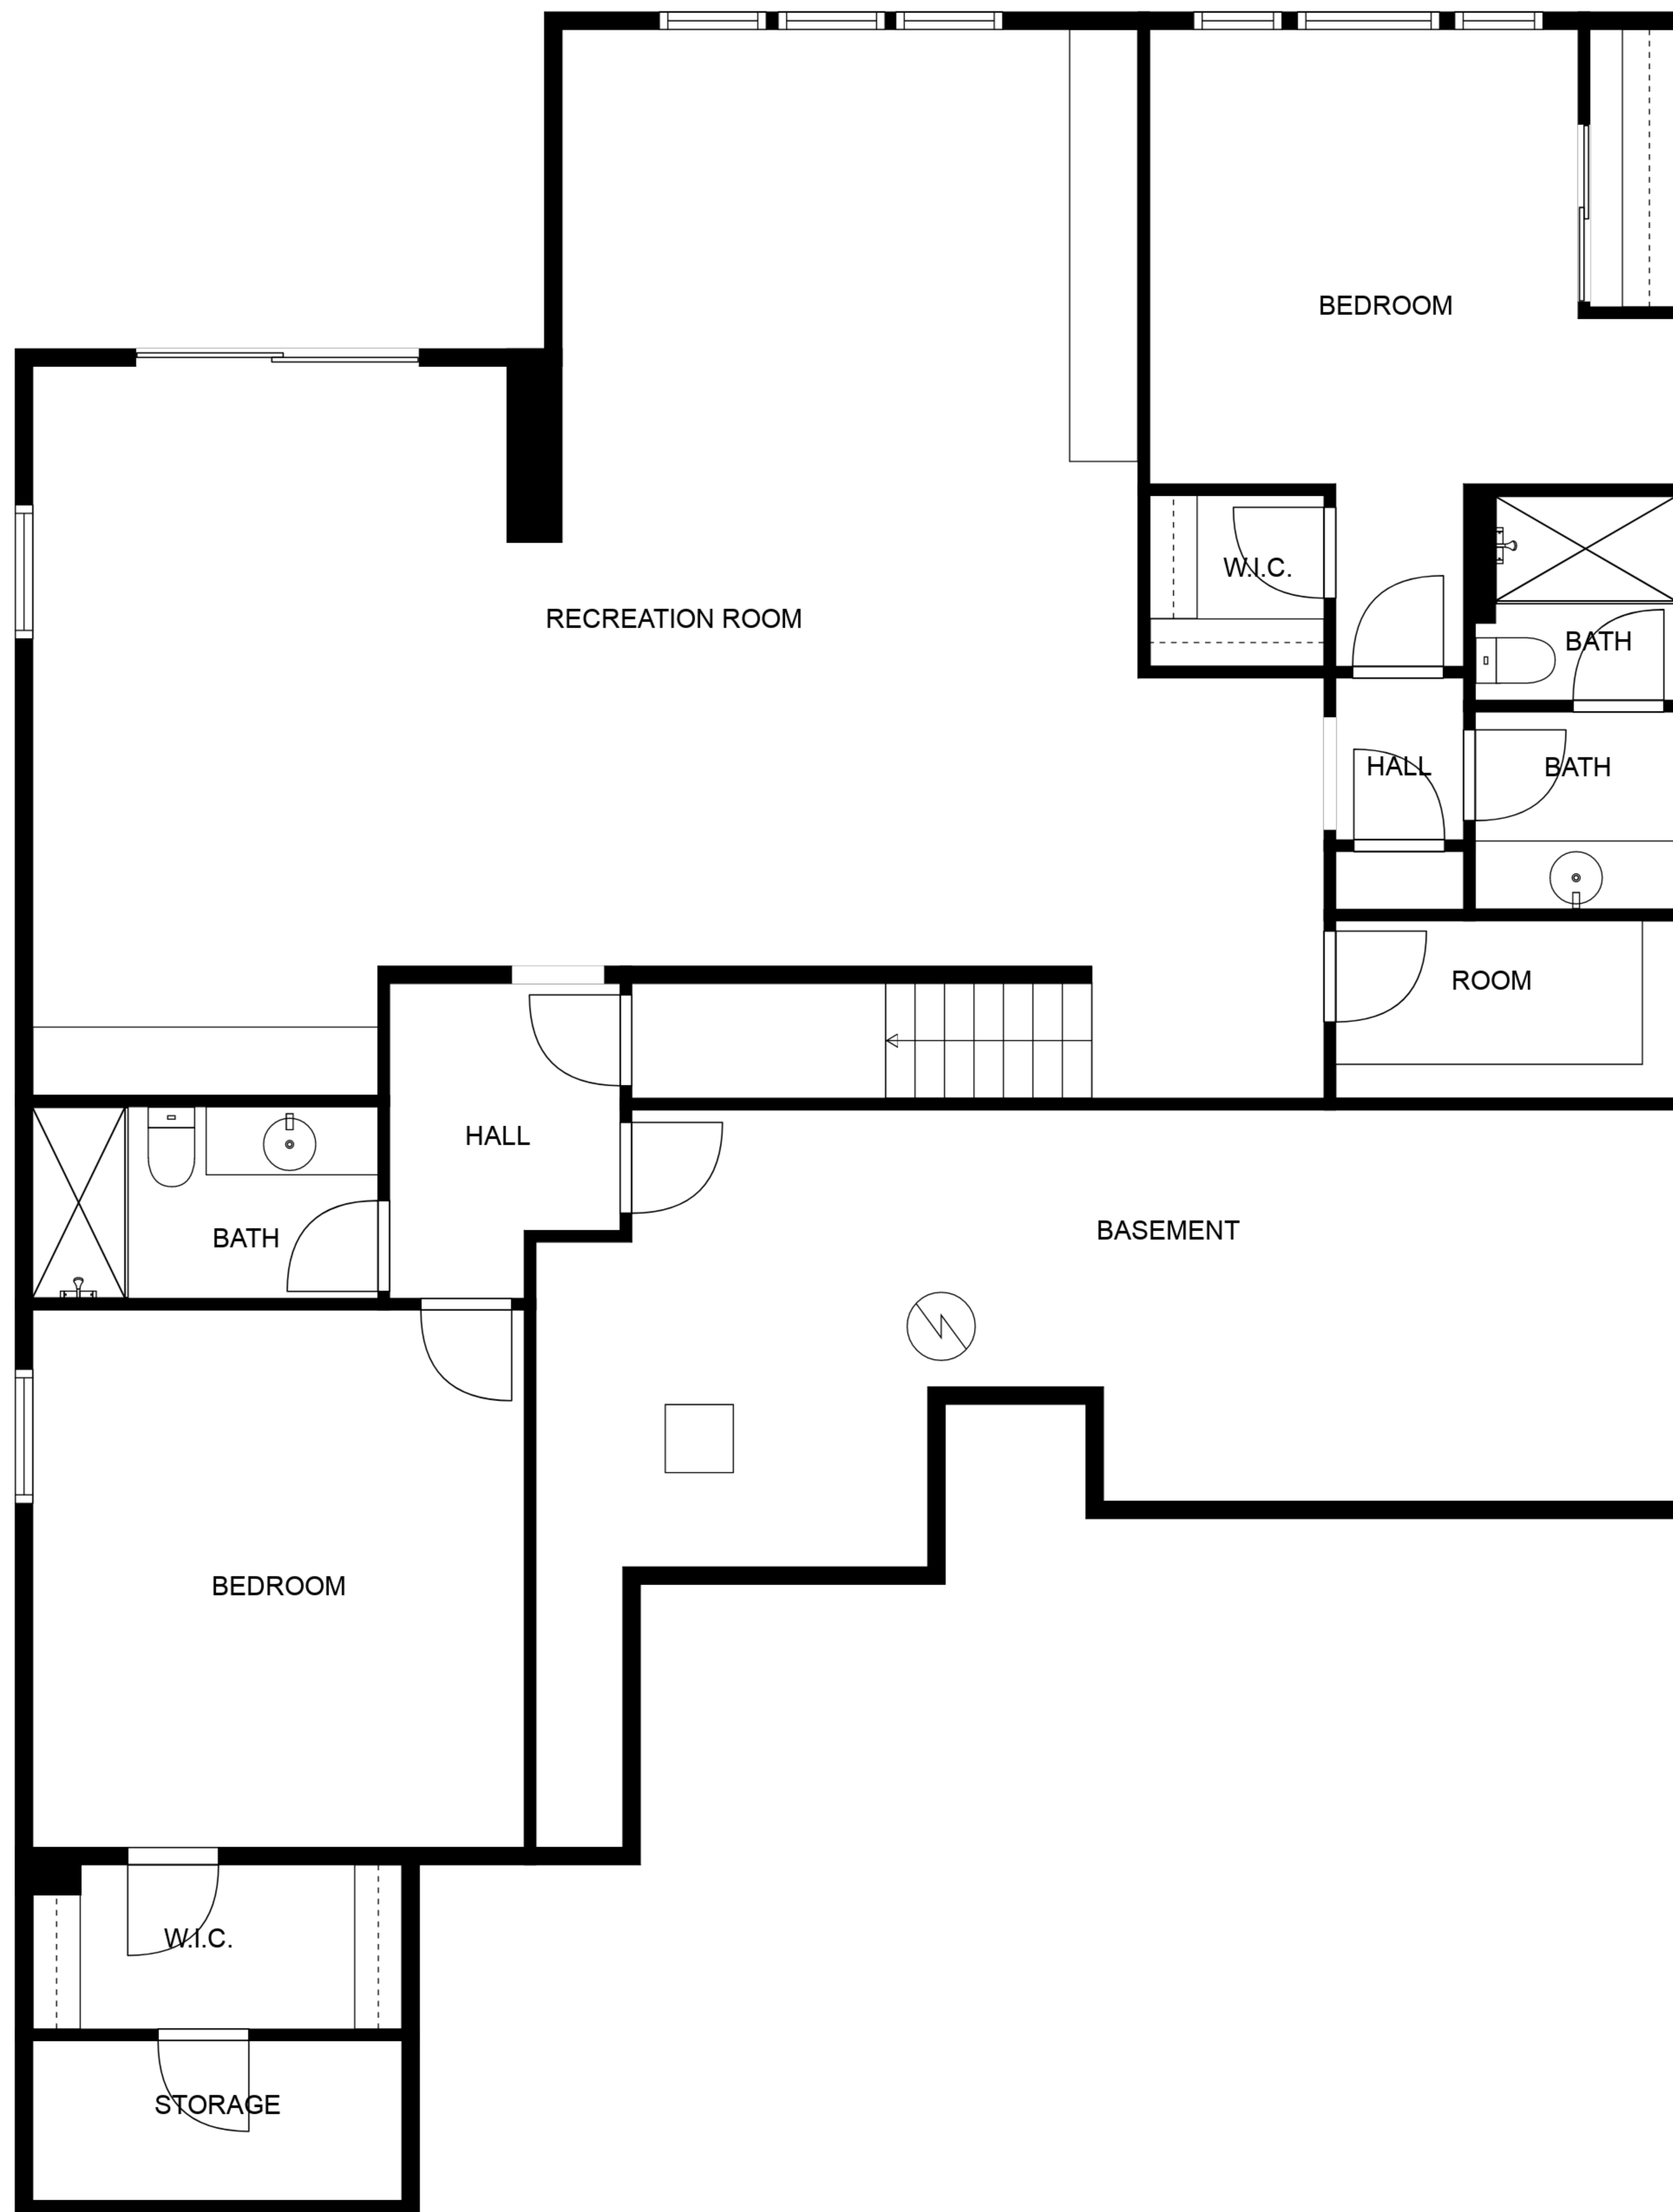 BEDROOM
W.I.C.
RECREATION ROOM
BATH
HALL
BATH
ROOM
HALL
BASEMENT
BATH
BEDROOM
W.I.C.
STORAGE